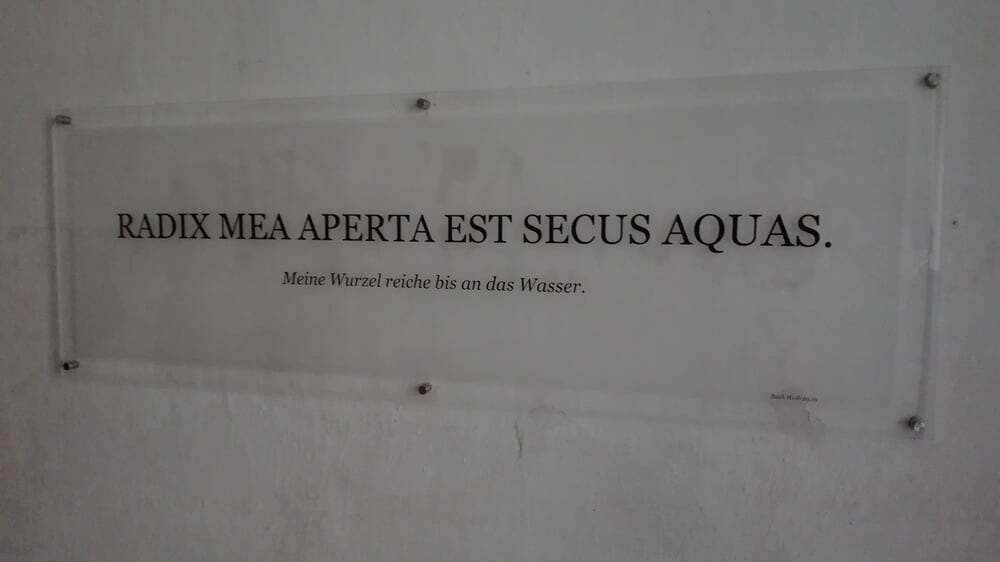 RADIX MEA APERTA EST SECUS AQUAS.
Meine Wurzel reiche bis an das Wasser.